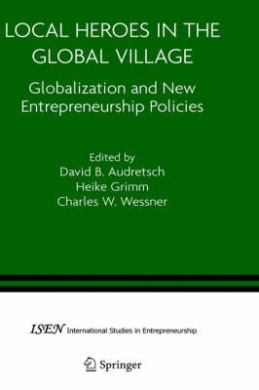 LOCAL HEROES IN THE
GLOBAL VILLAGE
Globalization and New
Entrepreneurship Policies
Edited by
David B. Audretsch
Heike Grimm
Charles W. Wessner
ISEN International Studies in Entrepreneurship
Springer